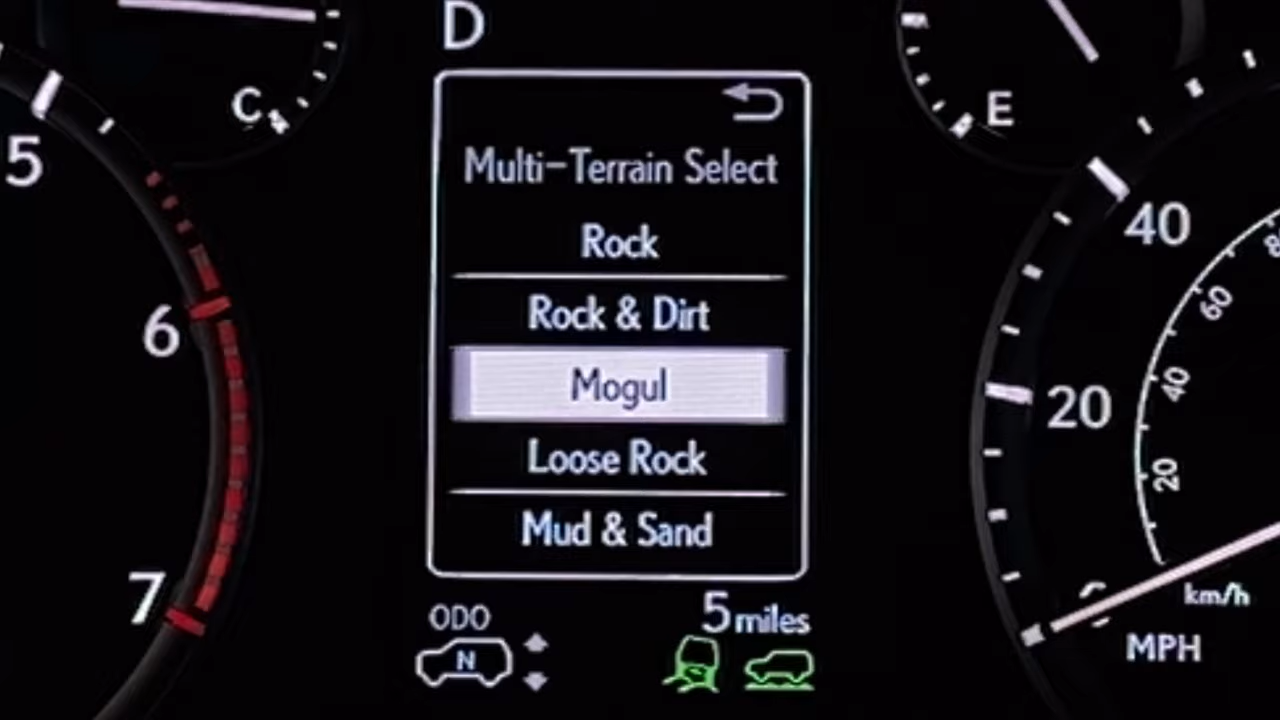 D
C
E
5
6
7
Multi-Terrain Select
Rock
Rock & Dirt
Mogul
Loose Rock
Mud & Sand
ODO
5 miles
N
40
20
60
40
20
km/h
MPH